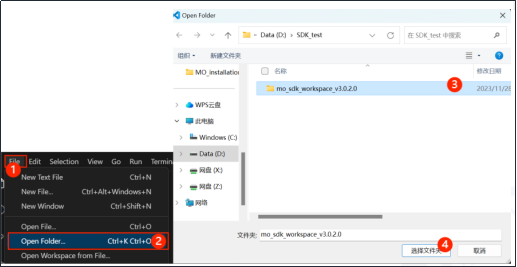 Open Folder
Data (D:) > SDK_test
在 SDK_test 中搜索
组织
新建文件夹
MO_installation
名称
修改日期
mo_sdk_workspace_v3.0.2.0
3
2023/11/28
WPS云盘
此电脑
Windows (C:)
Data (D:)
网盘 (X:)
网盘 (Z:)
网络
文件夹:
mo_sdk_workspace_v3.0.2.0
4
选择文件夹
取消
File Edit Selection View Go Run Termin
1
New Text File Ctrl+N
New File... Ctrl+Alt+Windows+N
New Window Ctrl+Shift+N
Open File... Ctrl+O
Open Folder... Ctrl+K Ctrl+O
2
Open Workspace from File...